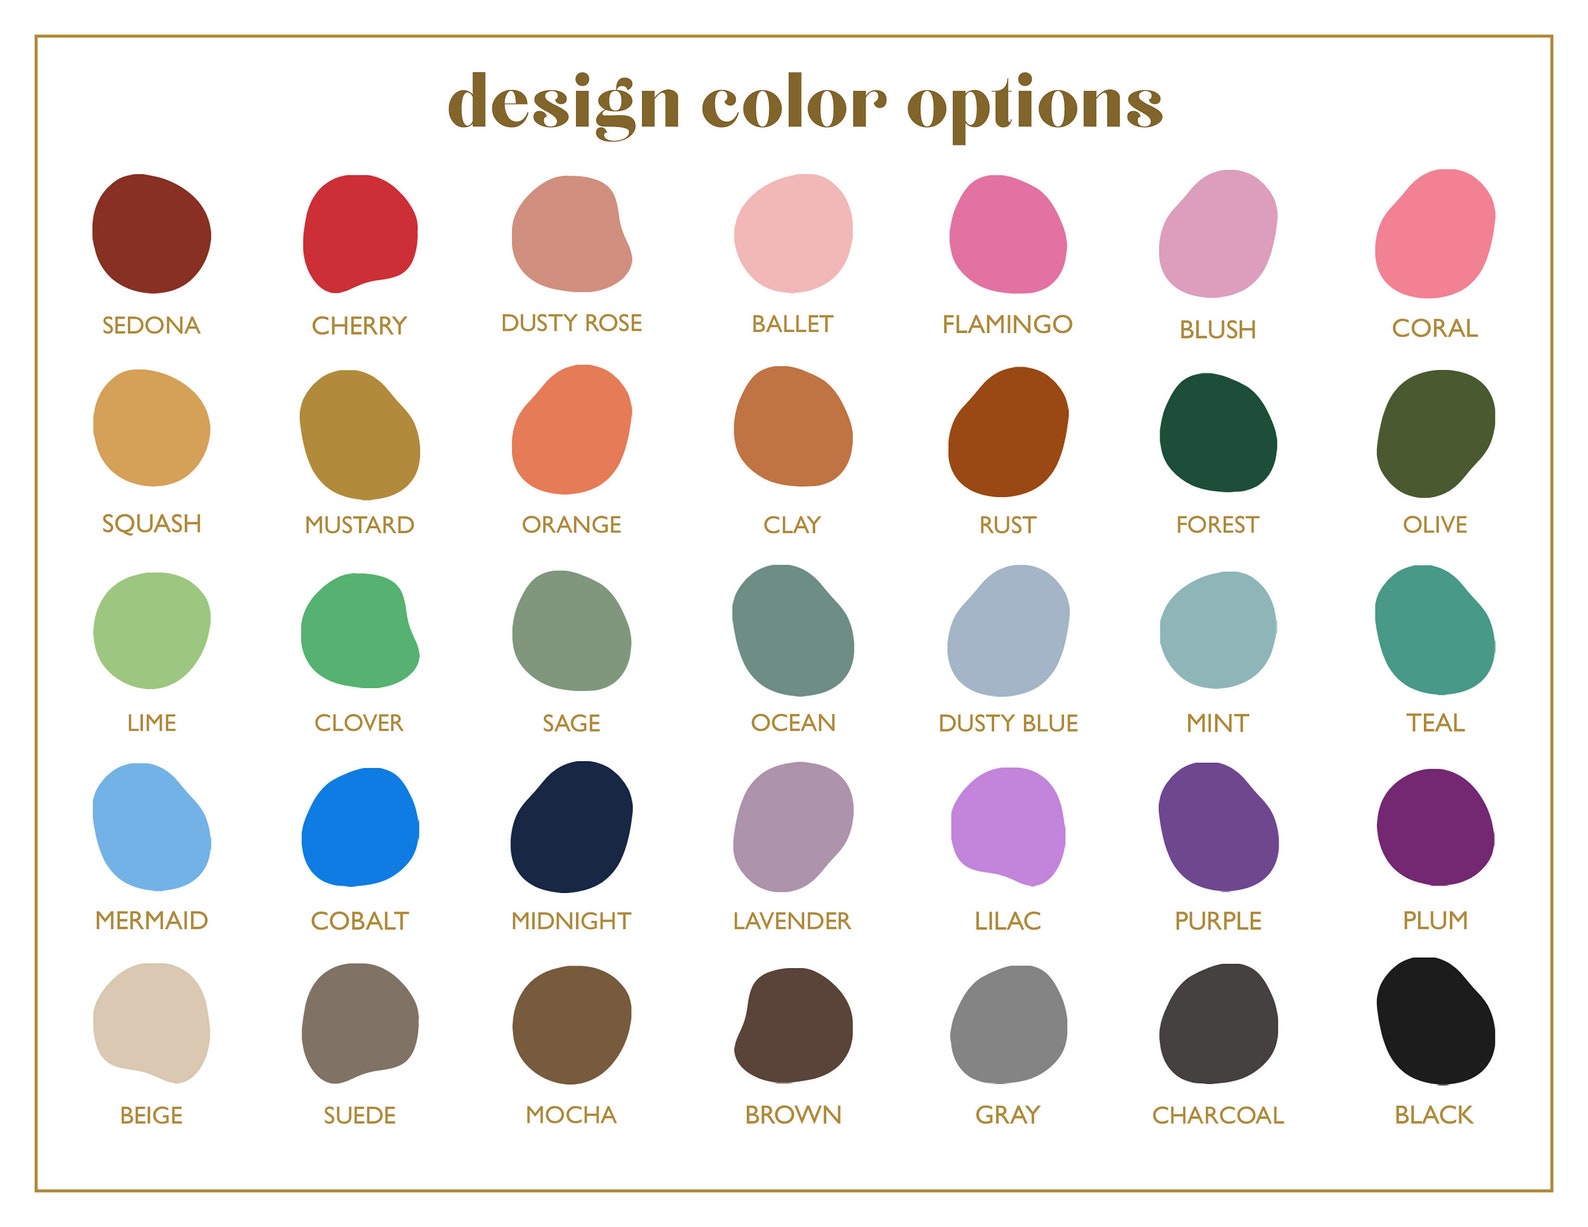 design color options
SEDONA CHERRY DUSTY ROSE BALLET FLAMINGO BLUSH CORAL
SQUASH MUSTARD ORANGE CLAY RUST FOREST OLIVE
LIME CLOVER SAGE OCEAN DUSTY BLUE MINT TEAL
MERMAID COBALT MIDNIGHT LAVENDER LILAC PURPLE PLUM
BEIGE SUEDE MOCHA BROWN GRAY CHARCOAL BLACK